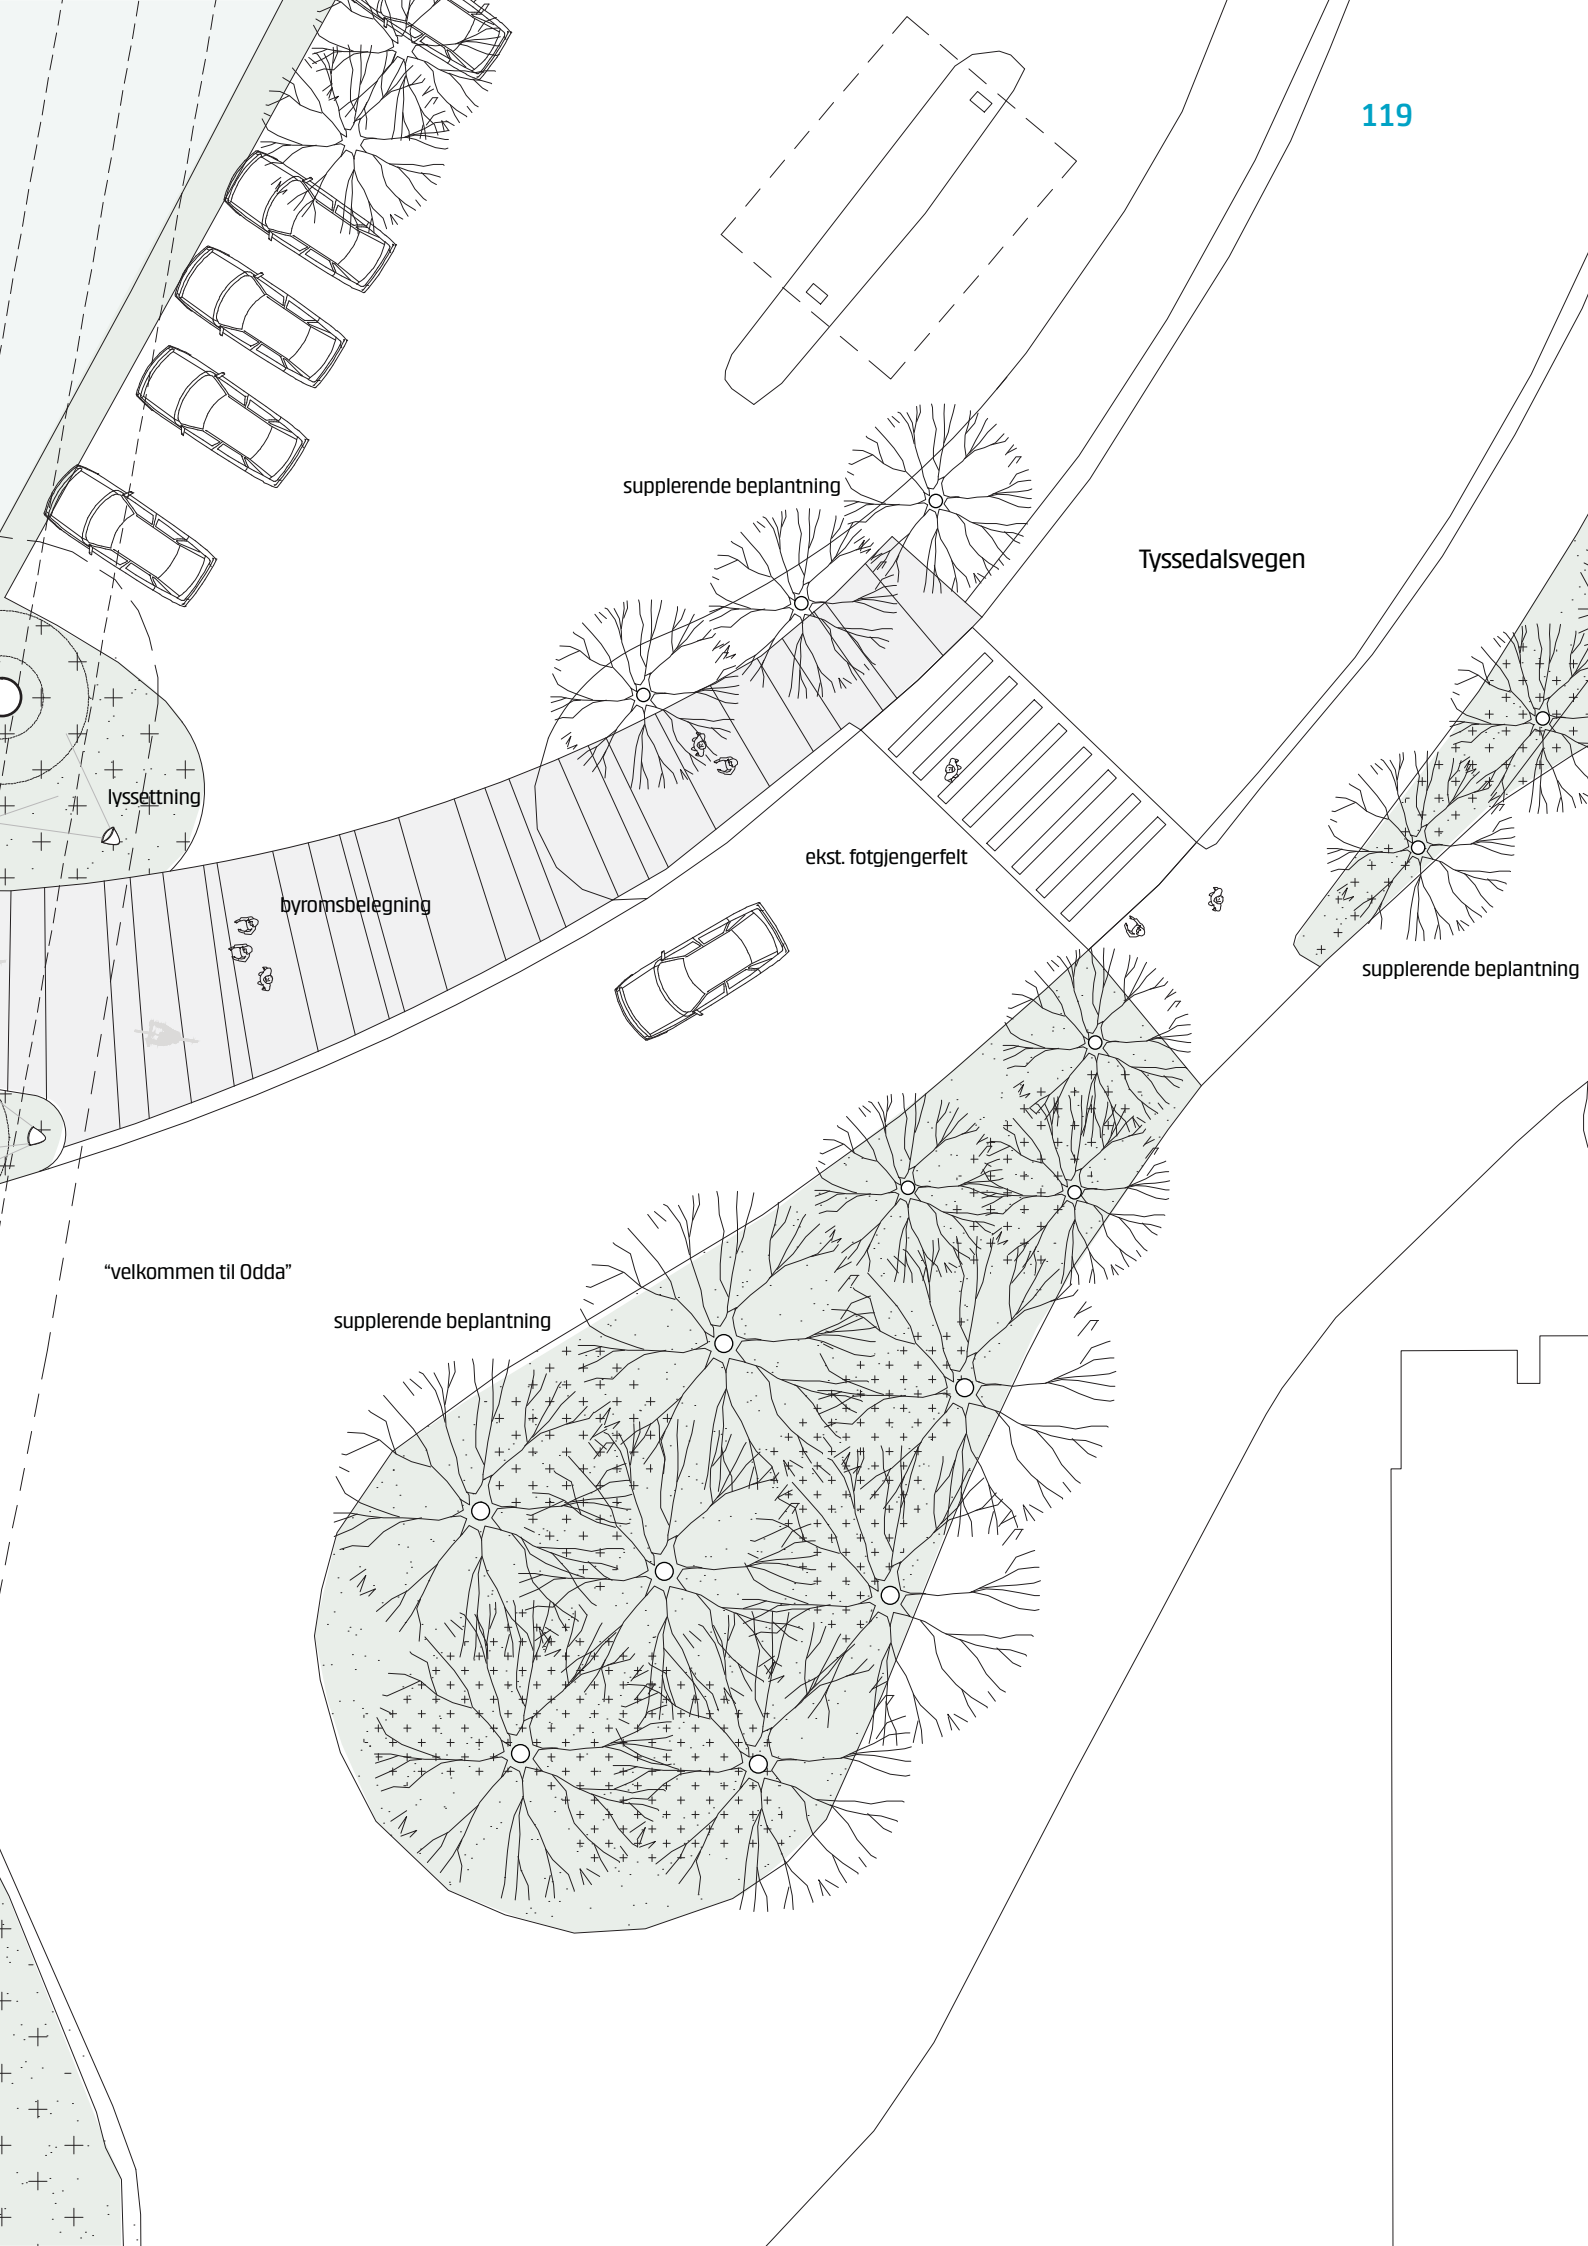 119
supplerende beplantning
Tyssedalsvegen
lyssettning
ekst. fotgjengerfelt
byromsbelegning
supplerende beplantning
“velkommen til Odda”
supplerende beplantning